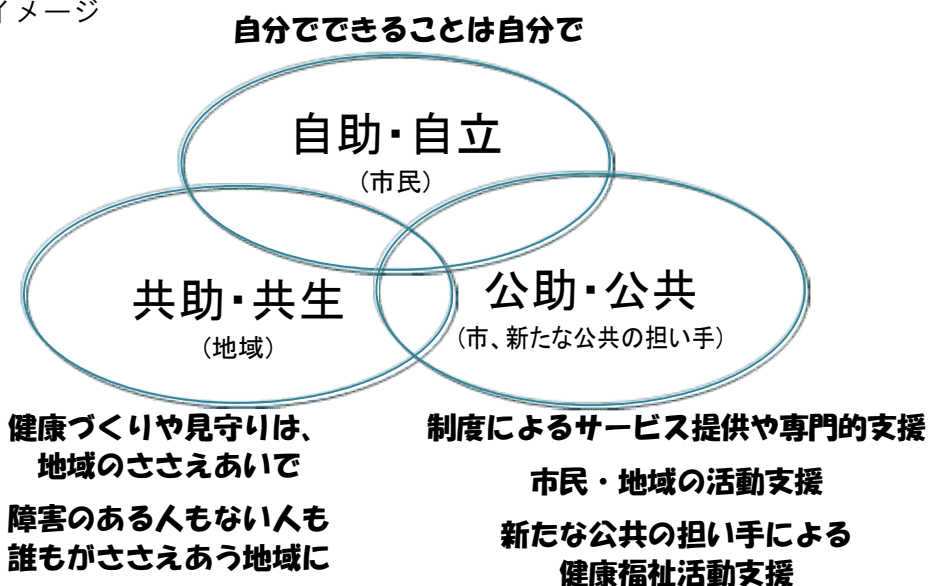 イメージ
自分でできることは自分で
自助・自立
(市民)
共助・共生
(地域)
公助・公共
(市、新たな公共の担い手)
健康づくりや見守りは、
地域のささえあいで
障害のある人もない人も
誰もがささえあう地域に
制度によるサービス提供や専門的支援
市民・地域の活動支援
新たな公共の担い手による
健康福祉活動支援